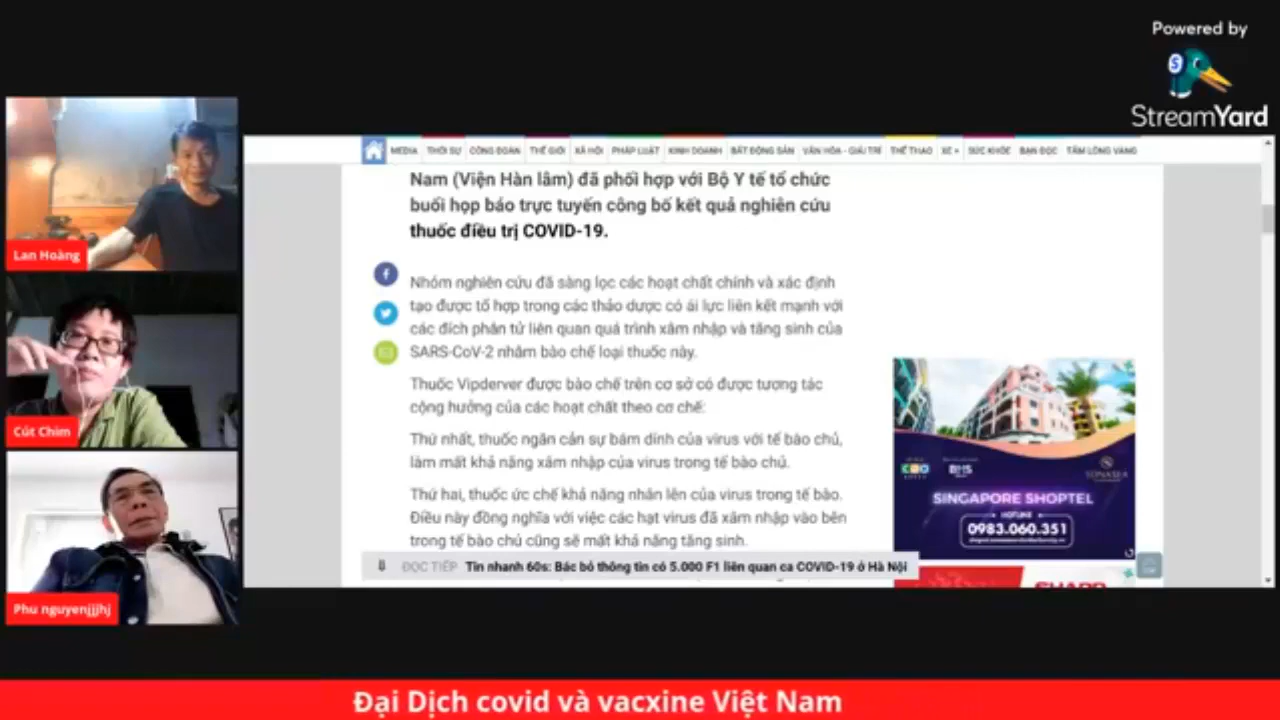 Powered by
StreamYard
MEDIA THỜI SỰ CÔNG ĐOÀN THẾ GIỚI XÃ HỘI PHÁP LUẬT KINH DOANH BẤT ĐỘNG SẢN VĂN HÓA - GIẢI TRÍ THỂ THAO XE + SỨC KHỎE BẠN ĐỌC TẤM LÒNG VÀNG
Nam (Viện Hàn lâm) đã phối hợp với Bộ Y tế tổ chức
buổi họp báo trực tuyến công bố kết quả nghiên cứu
thuốc điều trị COVID-19.
Nhóm nghiên cứu đã sàng lọc các hoạt chất chính và xác định
tạo được tổ hợp trong các thảo dược có ái lực liên kết mạnh với
các đích phân tử liên quan quá trình xâm nhập và tăng sinh của
SARS-CoV-2 nhằm bào chế loại thuốc này.
Thuốc Vipderver được bào chế trên cơ sở có được tương tác
cộng hưởng của các hoạt chất theo cơ chế:
Thứ nhất, thuốc ngăn cản sự bám dính của virus với tế bào chủ,
làm mất khả năng xâm nhập của virus trong tế bào chủ.
Thứ hai, thuốc ức chế khả năng nhân lên của virus trong tế bào.
Điều này đồng nghĩa với việc các hạt virus đã xâm nhập vào bên
trong tế bào chủ cũng sẽ mất khả năng tăng sinh.
ĐỌC TIẾP Tin nhanh 60s: Bác bỏ thông tin có 5.000 F1 liên quan ca COVID-19 ở Hà Nội
SONASEA
SINGAPORE SHOPTEL
HOTLINE
0983.060.351
SHARP
Lan Hoàng
Cút Chim
Phu nguyenjjhj
Đại Dịch covid và vacxine Việt Nam